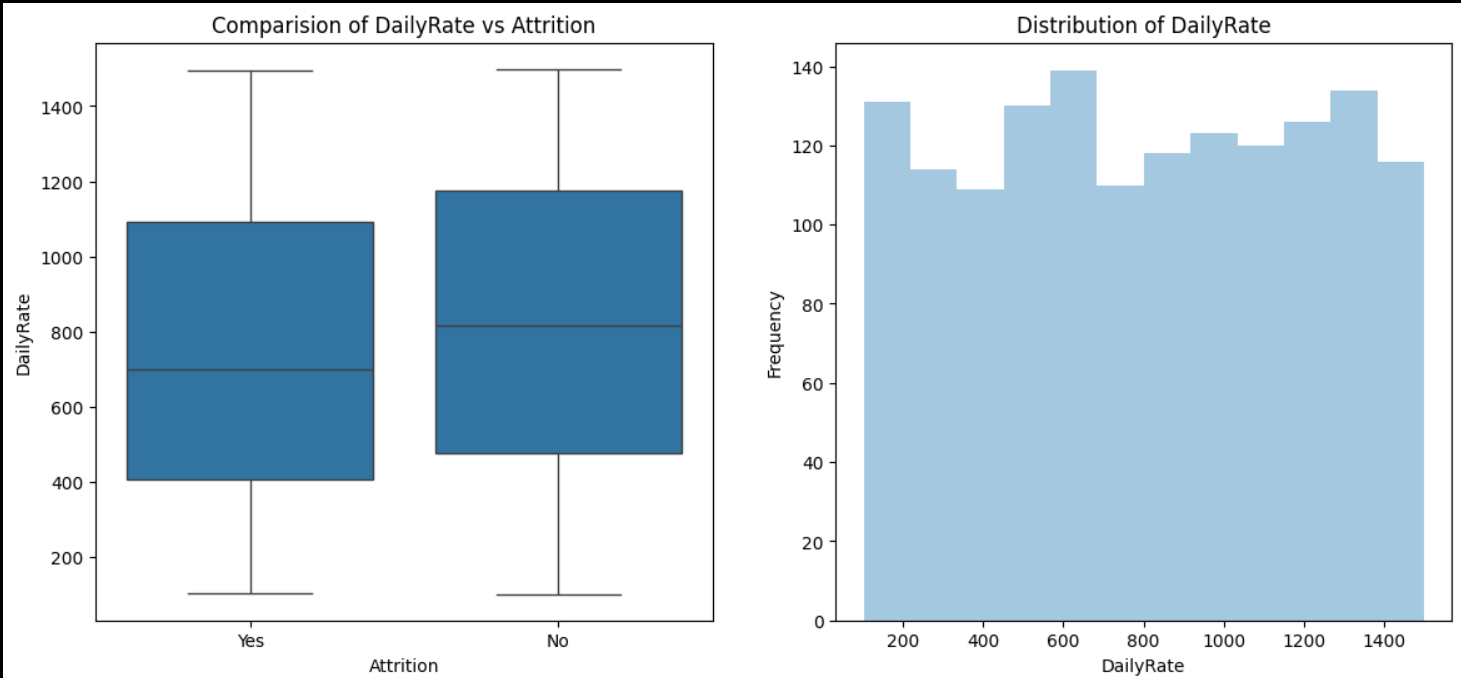 Comparision of DailyRate vs Attrition
1400
1200
1000
800
600
400
200
DailyRate
Yes No
Attrition
Distribution of DailyRate
140
120
100
80
60
40
20
0
Frequency
200 400 600 800 1000 1200 1400
DailyRate